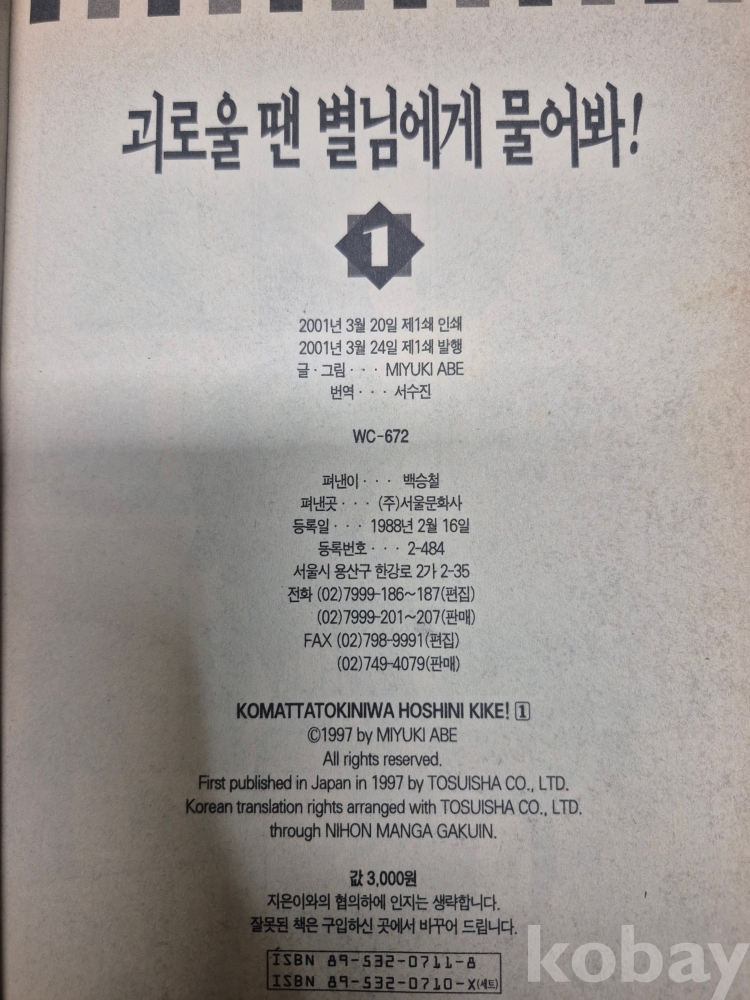 괴로울 땐 별님에게 물어봐!
1
2001년 3월 20일 제1쇄 인쇄
2001년 3월 24일 제1쇄 발행
글·그림··· MIYUKI ABE
번역··· 서수진
WC-672
펴낸이··· 백승철
펴낸곳··· (주)서울문화사
등록일··· 1988년 2월 16일
등록번호··· 2-484
서울시 용산구 한강로 2가 2-35
전화 (02)7999-186~187(편집)
(02)7999-201~207(판매)
FAX (02)798-9991(편집)
(02)749-4079(판매)
KOMATTATOKINIWA HOSHINI KIKE! 1
©1997 by MIYUKI ABE
All rights reserved.
First published in Japan in 1997 by TOSUISHA CO., LTD.
Korean translation rights arranged with TOSUISHA CO., LTD.
through NIHON MANGA GAKUIN.
값 3,000원
지은이와의 협의하에 인지는 생략합니다.
잘못된 책은 구입하신 곳에서 바꾸어 드립니다.
ISBN 89-532-0711-8
ISBN 89-532-0710-X(세트)
kobay